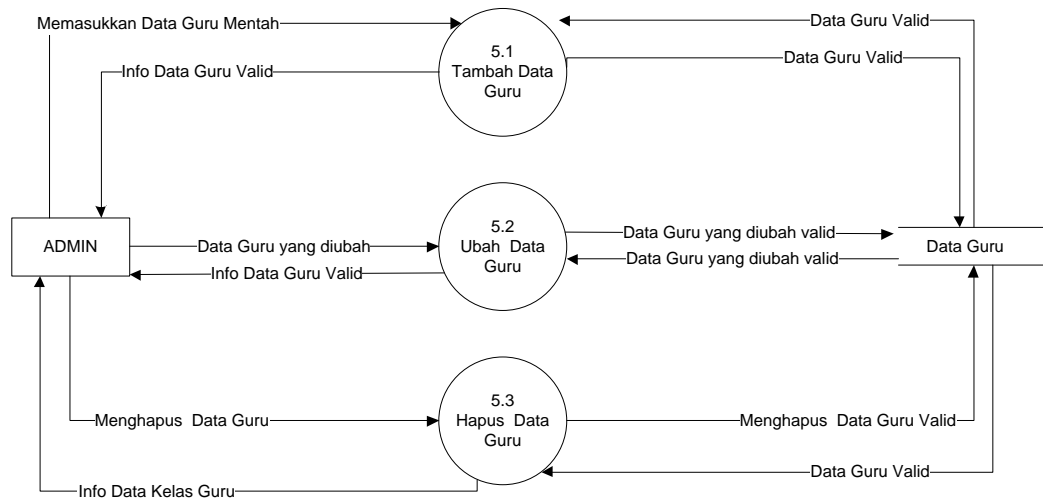 Memasukkan Data Guru Mentah
Data Guru Valid
5.1
Tambah Data
Guru
Info Data Guru Valid
Data Guru Valid
ADMIN
5.2
Ubah Data
Guru
Data Guru yang diubah
Info Data Guru Valid
Data Guru yang diubah valid
Data Guru yang diubah valid
Data Guru
5.3
Hapus Data
Guru
Menghapus Data Guru
Menghapus Data Guru Valid
Info Data Kelas Guru
Data Guru Valid